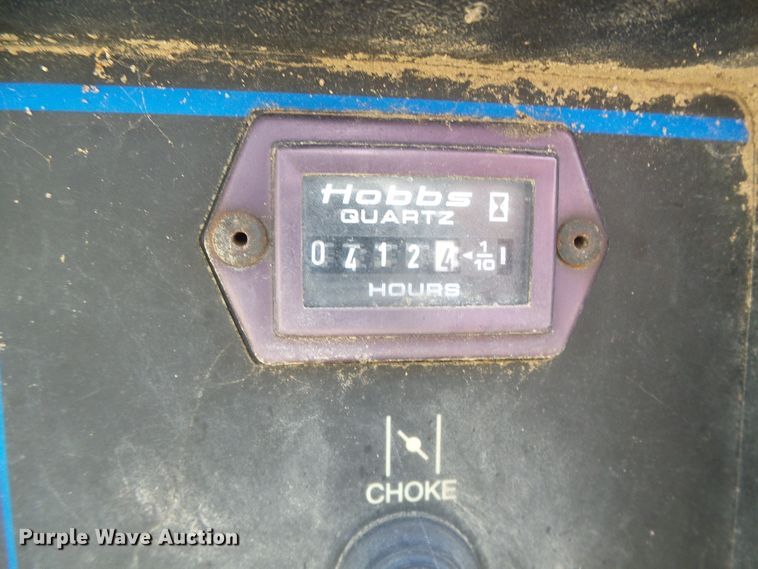 Hobbs
QUARTZ
0 4 1 2 4 ◄ 1/10
HOURS
CHOKE
Purple Wave Auction